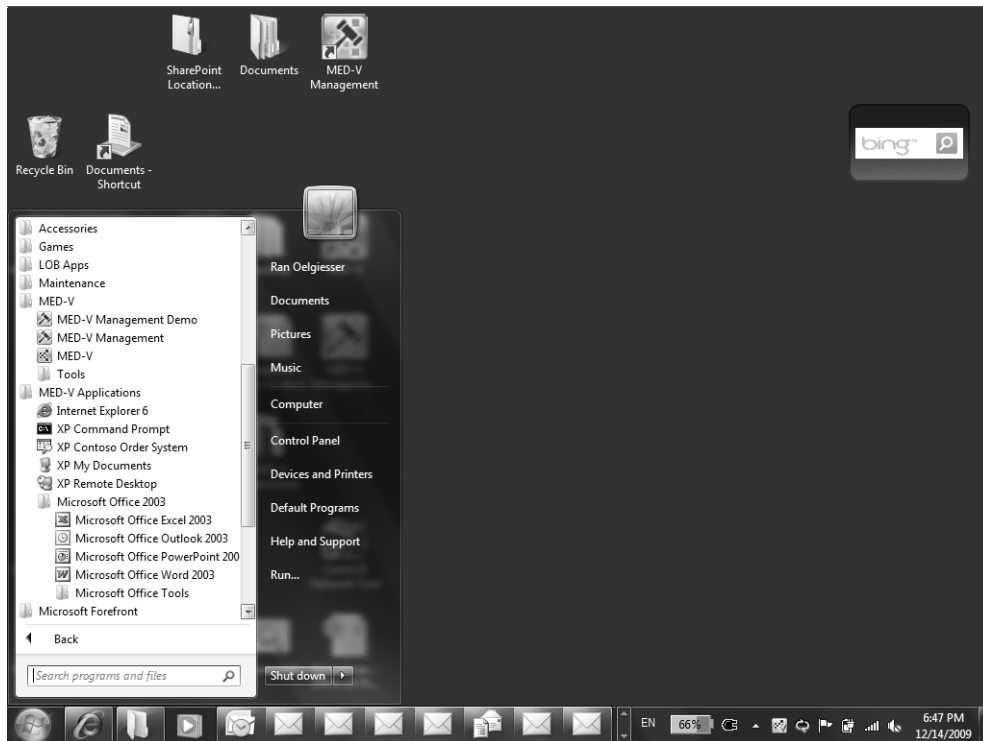 SharePoint
Location...
Documents
MED-V
Management
Recycle Bin
Documents -
Shortcut
bing™
Accessories
Games
LOB Apps
Maintenance
MED-V
MED-V Management Demo
MED-V Management
MED-V
Tools
MED-V Applications
Internet Explorer 6
XP Command Prompt
XP Contoso Order System
XP My Documents
XP Remote Desktop
Microsoft Office 2003
Microsoft Office Excel 2003
Microsoft Office Outlook 2003
Microsoft Office PowerPoint 200
Microsoft Office Word 2003
Microsoft Office Tools
Microsoft Forefront
Back
Search programs and files
Ran Oelgiesser
Documents
Pictures
Music
Computer
Control Panel
Devices and Printers
Default Programs
Help and Support
Run...
Shut down
EN
66%
6:47 PM
12/14/2009